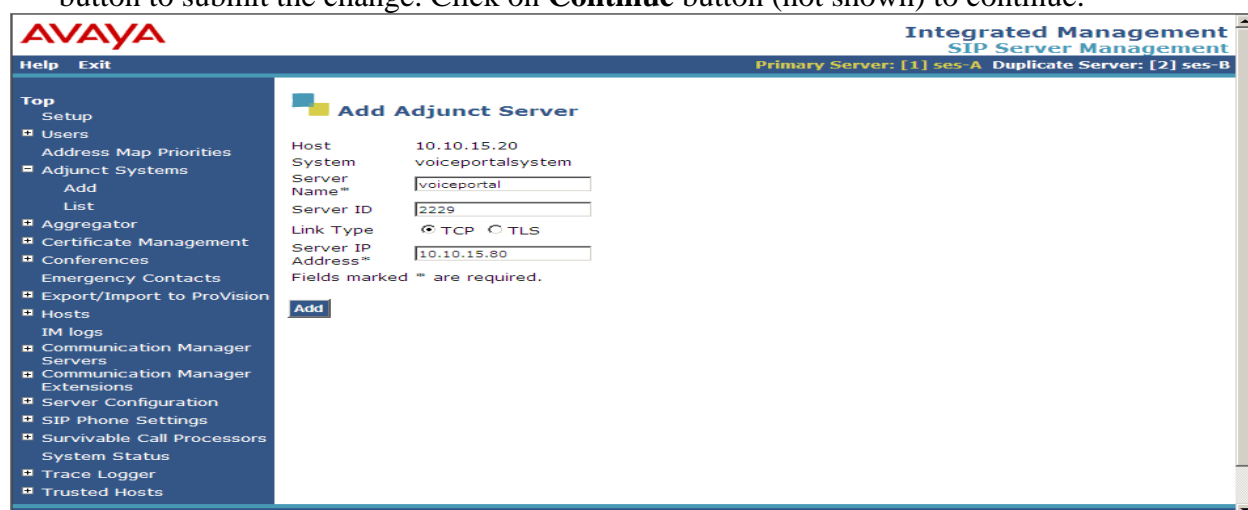 button to submit the change. Click on Continue button (not shown) to continue.
AVAYA
Integrated Management
SIP Server Management
Help Exit
Primary Server: [1] ses-A Duplicate Server: [2] ses-B
Top
Setup
Users
Address Map Priorities
Adjunct Systems
Add
List
Aggregator
Certificate Management
Conferences
Emergency Contacts
Export/Import to ProVision
Hosts
IM logs
Communication Manager
Servers
Communication Manager
Extensions
Server Configuration
SIP Phone Settings
Survivable Call Processors
System Status
Trace Logger
Trusted Hosts
Add Adjunct Server
Host 10.10.15.20
System voiceportalsystem
Server
Name* voiceportal
Server ID 2229
Link Type TCP TLS
Server IP
Address* 10.10.15.80
Fields marked * are required.
Add